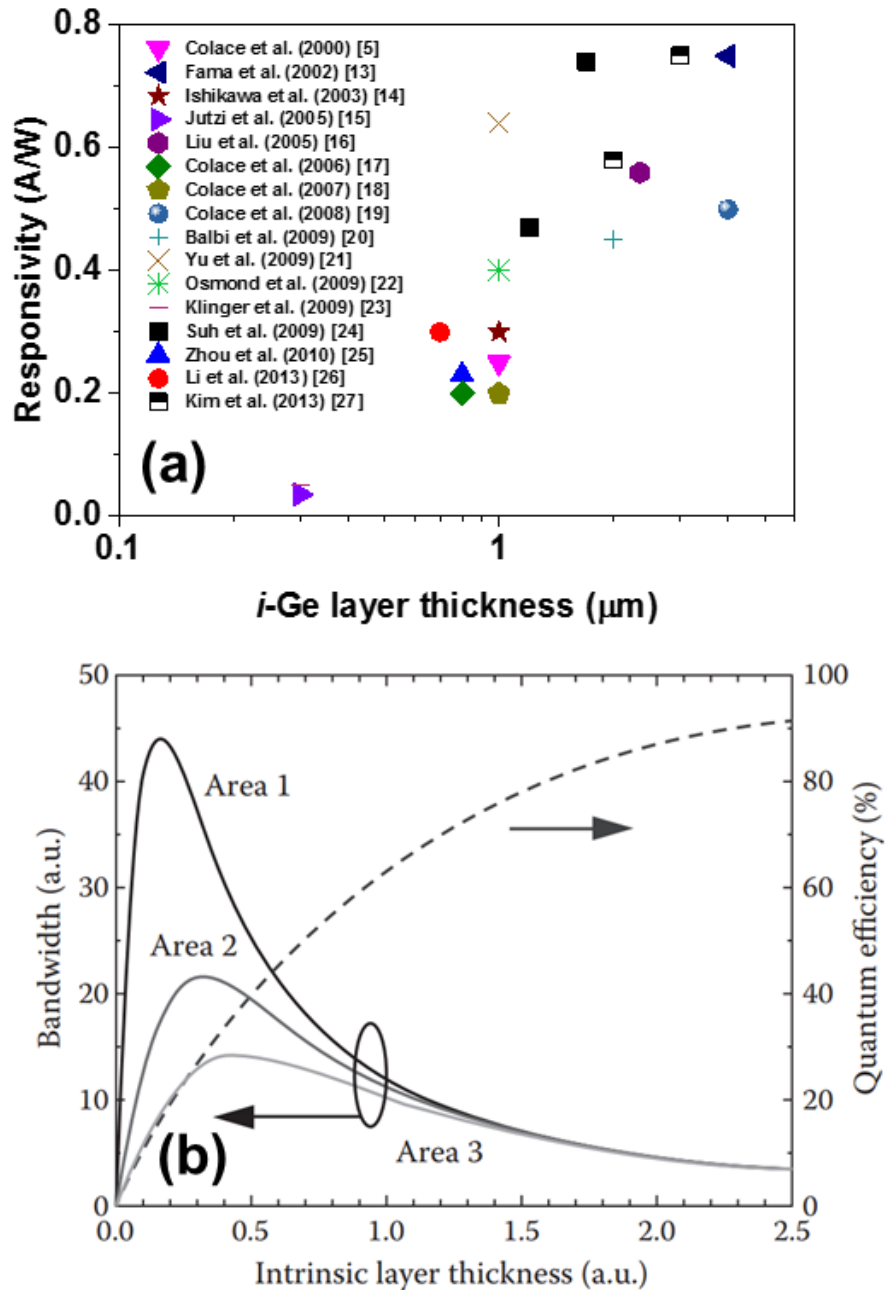 0.8
0.6
0.4
0.2
0.0
Responsivity (A/W)
Colace et al. (2000) [5]
Fama et al. (2002) [13]
Ishikawa et al. (2003) [14]
Jutzi et al. (2005) [15]
Liu et al. (2005) [16]
Colace et al. (2006) [17]
Colace et al. (2007) [18]
Colace et al. (2008) [19]
Balbi et al. (2009) [20]
Yu et al. (2009) [21]
Osmond et al. (2009) [22]
Klinger et al. (2009) [23]
Suh et al. (2009) [24]
Zhou et al. (2010) [25]
Li et al. (2013) [26]
Kim et al. (2013) [27]
(a)
0.1 1
i-Ge layer thickness (μm)
50
40
30
20
10
0
Bandwidth (a.u.)
Area 1
Area 2
Area 3
(b)
100
80
60
40
20
0
Quantum efficiency (%)
0.0 0.5 1.0 1.5 2.0 2.5
Intrinsic layer thickness (a.u.)